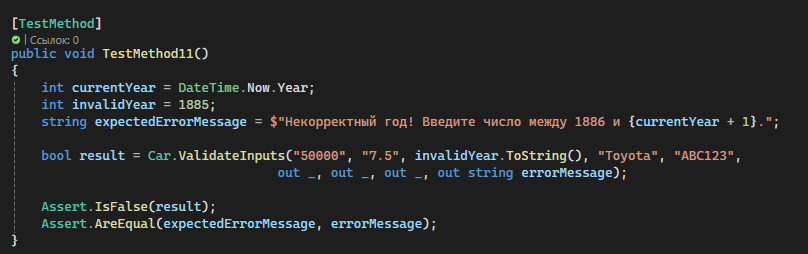 [TestMethod]
| Ссылок: 0
public void TestMethod11()
{
int currentYear = DateTime.Now.Year;
int invalidYear = 1885;
string expectedErrorMessage = $"Некорректный год! Введите число между 1886 и {currentYear + 1}.";
bool result = Car.ValidateInputs("50000", "7.5", invalidYear.ToString(), "Toyota", "ABC123",
out _, out _, out _, out string errorMessage);
Assert.IsFalse(result);
Assert.AreEqual(expectedErrorMessage, errorMessage);
}